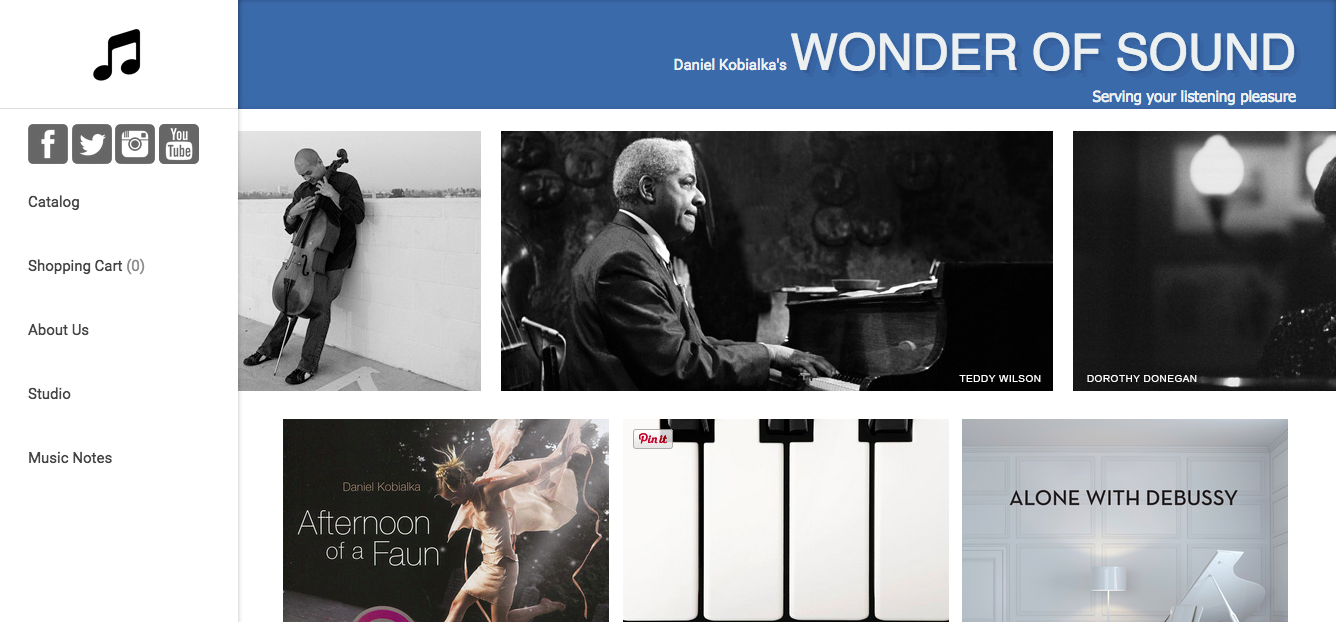 Daniel Kobialka's WONDER OF SOUND
Serving your listening pleasure
f
You
Tube
Catalog
Shopping Cart (0)
About Us
Studio
Music Notes
TEDDY WILSON
DOROTHY DONEGAN
Daniel Kobialka
Afternoon
of a Faun
Pin it
ALONE WITH DEBUSSY